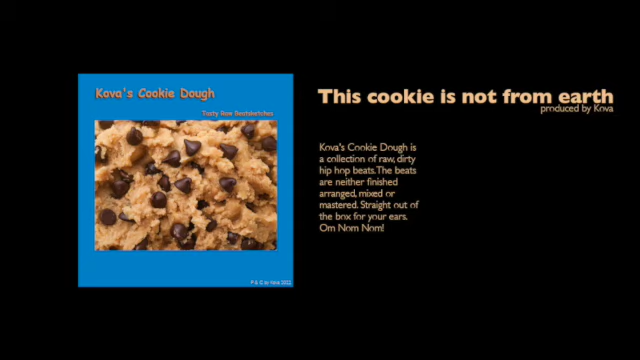 Kova's Cookie Dough
Tasty Raw Beatsketches
P & © by Kova 2012
This cookie is not from earth
produced by Kova
Kova's Cookie Dough is
a collection of raw, dirty
hip hop beats. The beats
are neither finished
arranged, mixed or
mastered. Straight out of
the box for your ears.
Om Nom Nom!